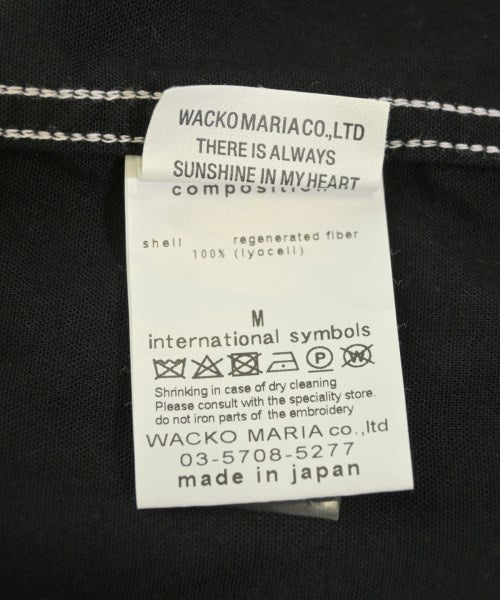 WACKO MARIA CO.,LTD
THERE IS ALWAYS
SUNSHINE IN MY HEART
composition
shell regenerated fiber
100% (lyocell)
M
international symbols
Shrinking in case of dry cleaning
Please consult with the speciality store.
do not iron parts of the embroidery
WACKO MARIA co.,ltd
03-5708-5277
made in japan